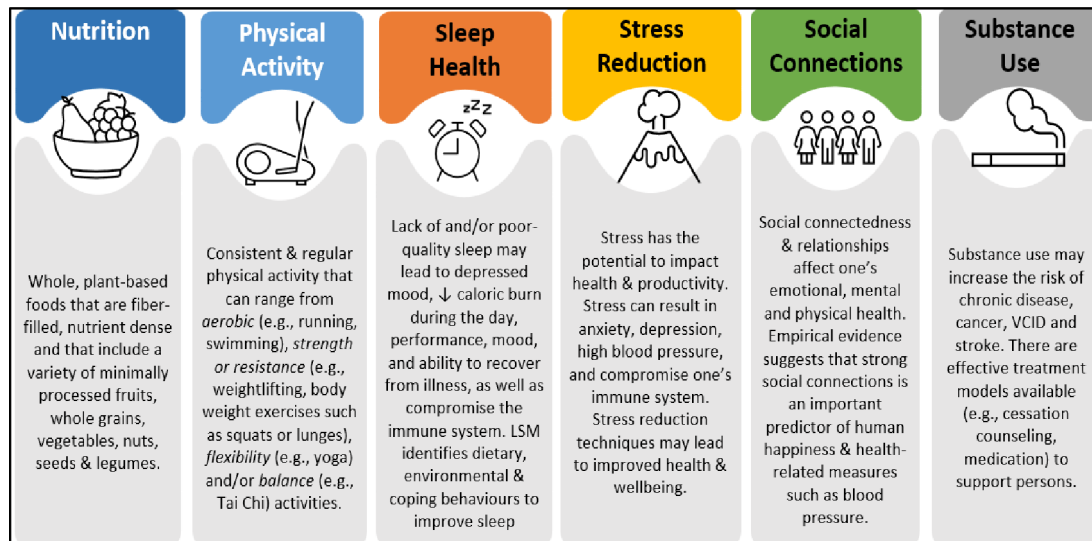 Nutrition
Whole, plant-based
foods that are fiber-
filled, nutrient dense
and that include a
variety of minimally
processed fruits,
whole grains,
vegetables, nuts,
seeds & legumes.
Physical
Activity
Consistent & regular
physical activity that
can range from
aerobic (e.g., running,
swimming), strength
or resistance (e.g.,
weightlifting, body
weight exercises such
as squats or lunges),
flexibility (e.g., yoga)
and/or balance (e.g.,
Tai Chi) activities.
Sleep
Health
zzzz
Lack of and/or poor-
quality sleep may
lead to depressed
mood, ↓ caloric burn
during the day,
performance, mood,
and ability to recover
from illness, as well as
compromise the
immune system. LSM
identifies dietary,
environmental &
coping behaviours to
improve sleep
Stress
Reduction
Stress has the
potential to impact
health & productivity.
Stress can result in
anxiety, depression,
high blood pressure,
and compromise one's
immune system.
Stress reduction
techniques may lead
to improved health &
wellbeing.
Social
Connections
Social connectedness
& relationships
affect one's
emotional, mental
and physical health.
Empirical evidence
suggests that strong
social connections is
an important
predictor of human
happiness & health-
related measures
such as blood
pressure.
Substance
Use
Substance use may
increase the risk of
chronic disease,
cancer, VCID and
stroke. There are
effective treatment
models available
(e.g., cessation
counseling,
medication) to
support persons.